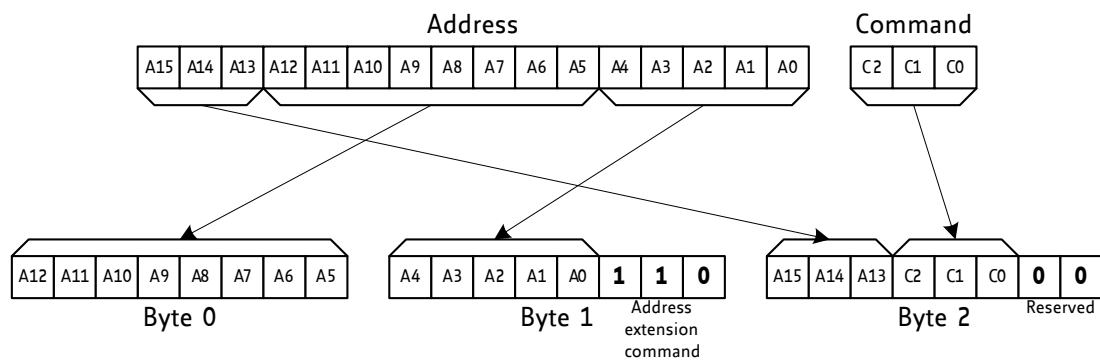 Address Command
A15 A14 A13 A12 A11 A10 A9 A8 A7 A6 A5 A4 A3 A2 A1 A0 C2 C1 C0
A12 A11 A10 A9 A8 A7 A6 A5 A4 A3 A2 A1 A0 1 1 0 A15 A14 A13 C2 C1 C0 0 0
Byte 0 Byte 1 Address Byte 2 Reserved
extension
command